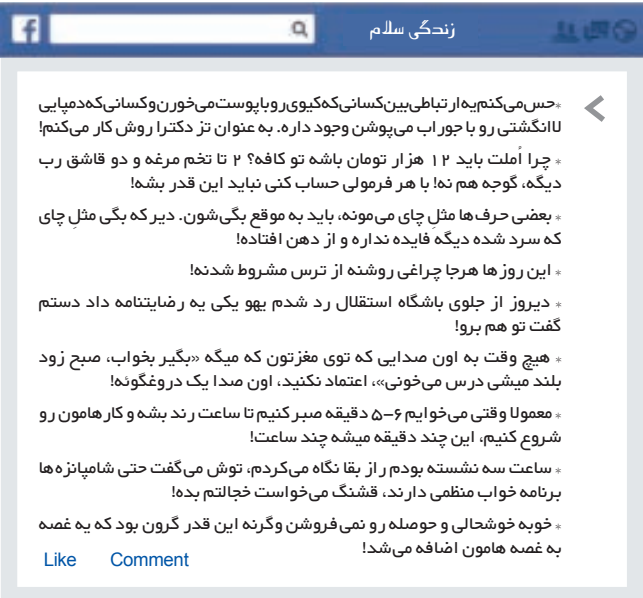 زندگی سلام
*حس می‌کنم یه ارتباطی بین کسانی که کیوی رو با پوست می‌خورن و کسانی که دمپایی
لاانگشتی رو با جوراب می‌پوشن وجود داره. به عنوان تز دکترا روش کار می‌کنم!
* چرا اُملت باید ۱۲ هزار تومان باشه تو کافه؟ ۲ تا تخم مرغه و دو قاشق رب
دیگه، گوجه هم نه! با هر فرمولی حساب کنی نباید این قدر بشه!
* بعضی حرف‌ها مثلِ چای می‌مونه، باید به موقع بگی‌شون. دیر که بگی مثلِ چای
که سرد شده دیگه فایده نداره و از دهن افتاده!
* این روزها هرجا چراغی روشنه از ترس مشروط شدنه!
* دیروز از جلوی باشگاه استقلال رد شدم یهو یکی یه رضایتنامه داد دستم
گفت تو هم برو!
* هیچ وقت به اون صدایی که توی مغزتون که میگه «بگیر بخواب، صبح زود
بلند میشی درس می‌خونی»، اعتماد نکنید، اون صدا یک دروغگوئه!
* معمولا وقتی می‌خوایم ۶-۵ دقیقه صبر کنیم تا ساعت رند بشه و کارهامون رو
شروع کنیم، این چند دقیقه میشه چند ساعت!
* ساعت سه نشسته بودم راز بقا نگاه می‌کردم، توش می‌گفت حتی شامپانزه‌ها
برنامه خواب منظمی دارند، قشنگ می‌خواست خجالتم بده!
* خوبه خوشحالی و حوصله رو نمی‌فروشن وگرنه این قدر گرون بود که یه غصه
به غصه هامون اضافه می‌شد!
Like Comment